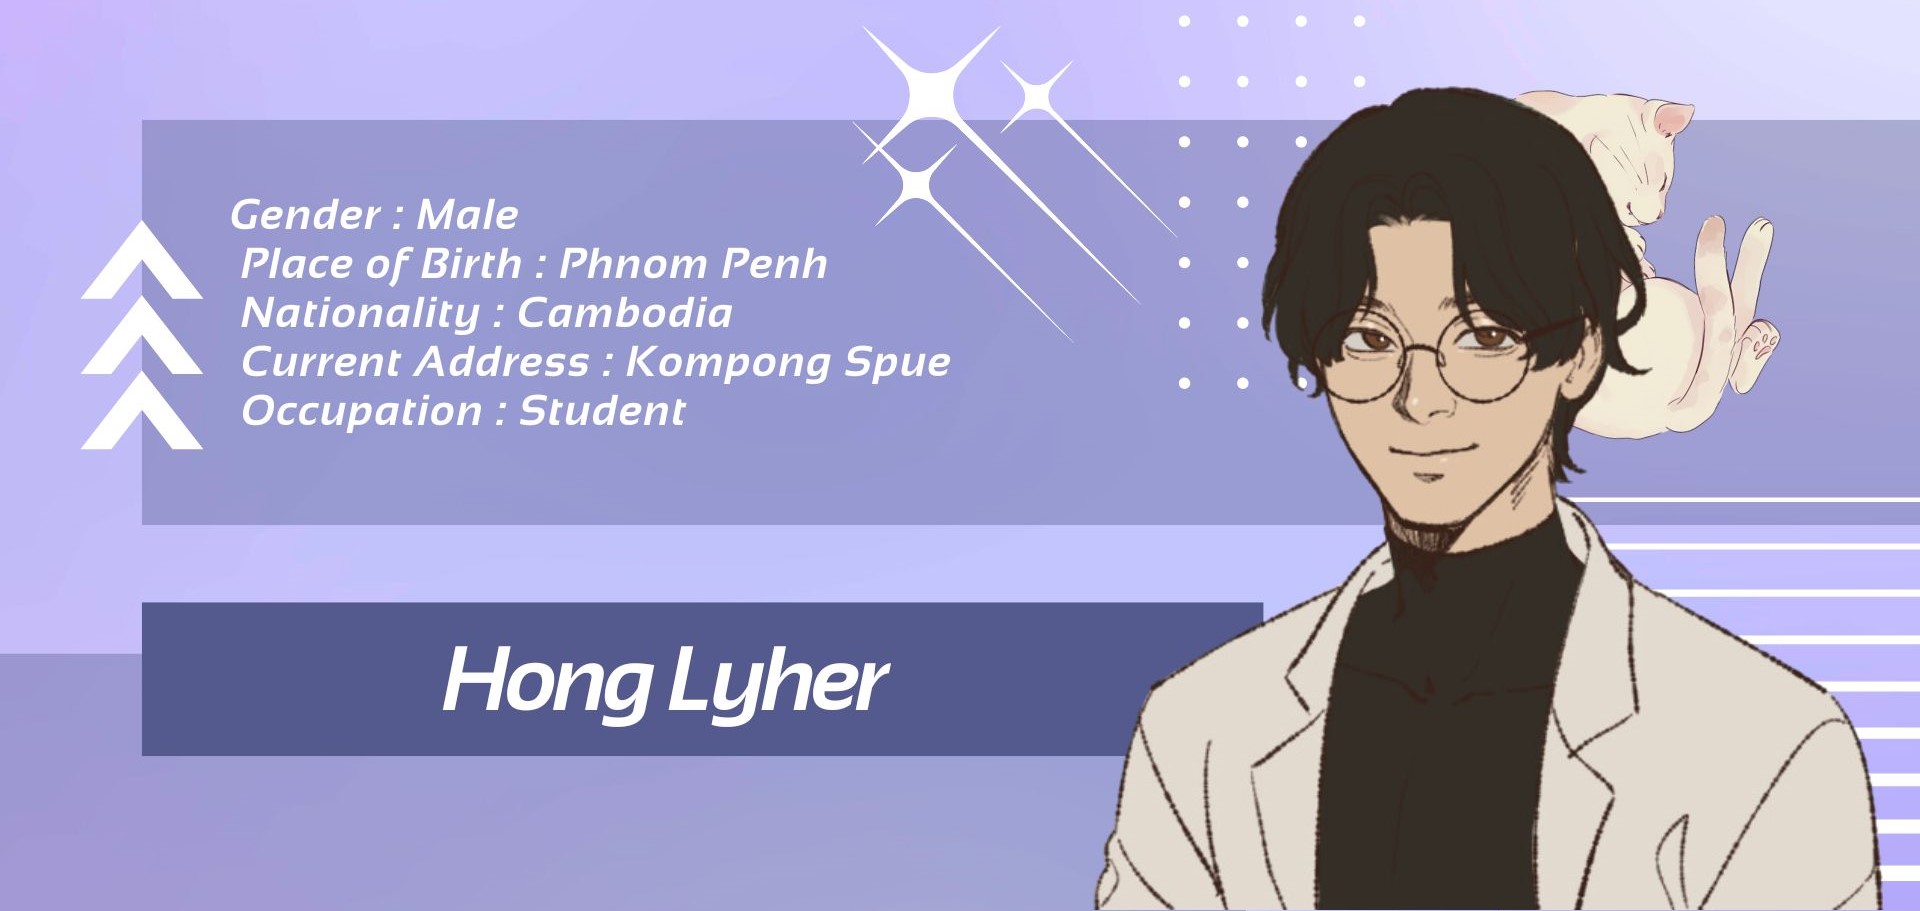 Gender : Male
Place of Birth : Phnom Penh
Nationality : Cambodia
Current Address : Kompong Spue
Occupation : Student
Hong Lyher